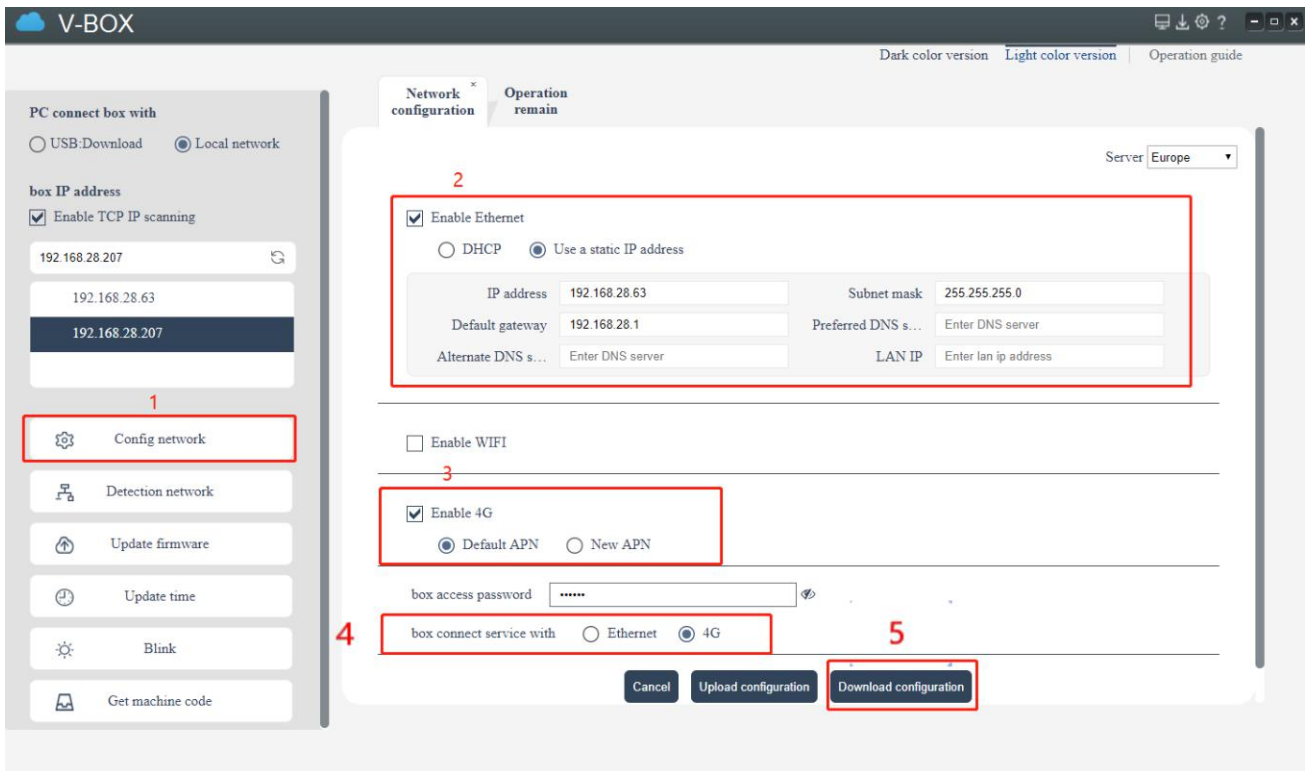 V-BOX
?
Dark color version Light color version Operation guide
PC connect box with
USB:Download Local network
box IP address
Enable TCP IP scanning
192.168.28.207
192.168.28.63
192.168.28.207
1
Config network
Detection network
Update firmware
Update time
Blink
Get machine code
Network configuration
×
Operation remain
Server Europe
2
Enable Ethernet
DHCP Use a static IP address
IP address 192.168.28.63 Subnet mask 255.255.255.0
Default gateway 192.168.28.1 Preferred DNS s... Enter DNS server
Alternate DNS s... Enter DNS server LAN IP Enter lan ip address
Enable WIFI
3
Enable 4G
Default APN New APN
box access password ••••••
4
box connect service with Ethernet 4G
5
Cancel Upload configuration Download configuration